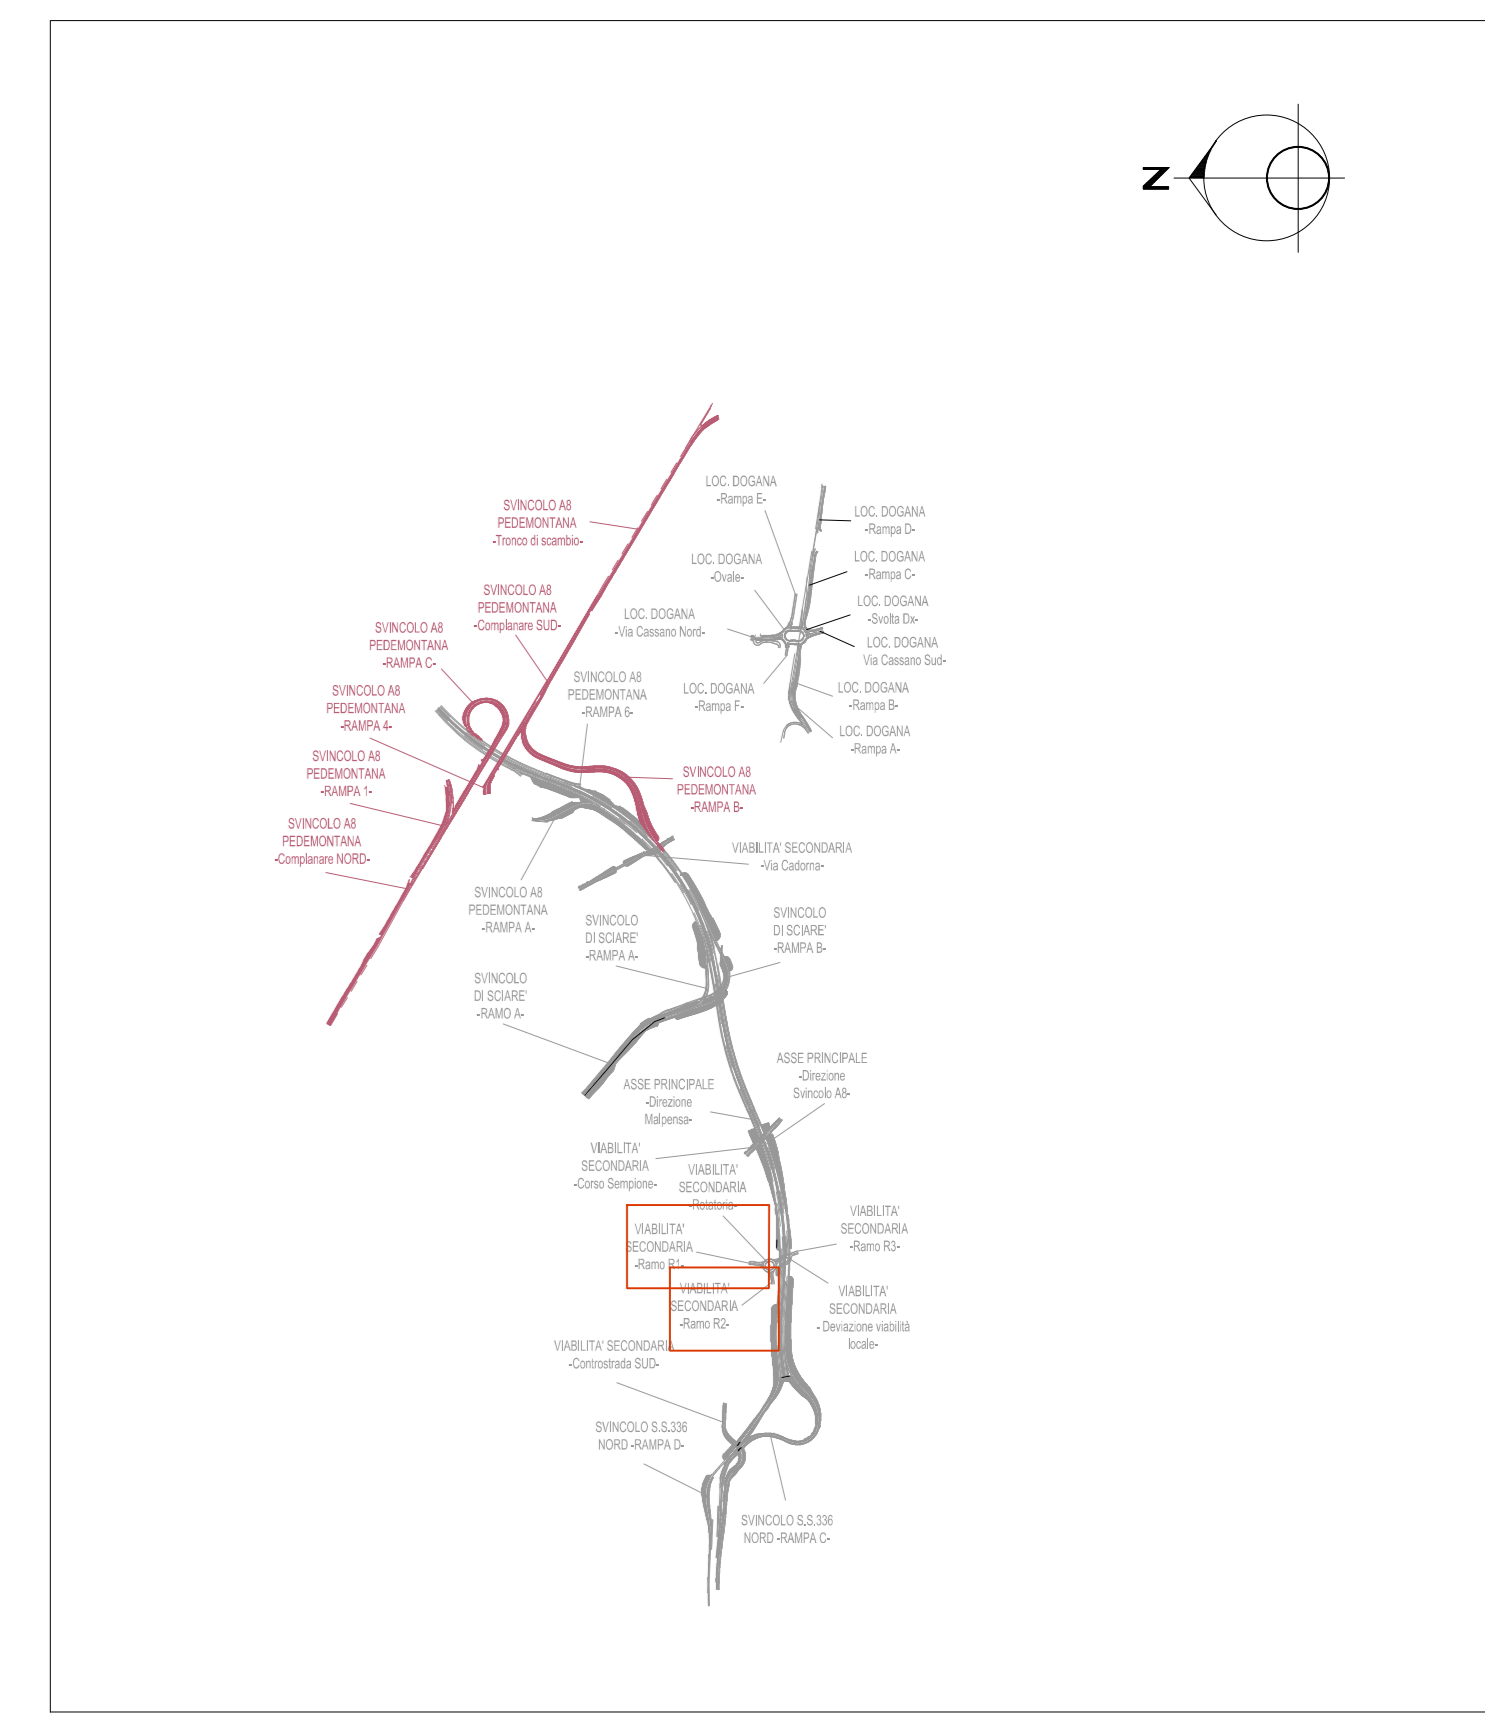 N
SVINCOLO A8
PEDEMONTANA
-Tronco di scambio-
LOC. DOGANA
-Rampa E-
LOC. DOGANA
-Rampa D-
LOC. DOGANA
-Ovale-
LOC. DOGANA
-Rampa C-
SVINCOLO A8
PEDEMONTANA
-Complanare SUD-
LOC. DOGANA
-Via Cassano Nord-
LOC. DOGANA
-Svolta Dx-
SVINCOLO A8
PEDEMONTANA
-RAMPA C-
LOC. DOGANA
Via Cassano Sud-
SVINCOLO A8
PEDEMONTANA
-RAMPA 6-
SVINCOLO A8
PEDEMONTANA
-RAMPA 4-
LOC. DOGANA
-Rampa F-
LOC. DOGANA
-Rampa B-
LOC. DOGANA
-Rampa A-
SVINCOLO A8
PEDEMONTANA
-RAMPA 1-
SVINCOLO A8
PEDEMONTANA
-RAMPA B-
SVINCOLO A8
PEDEMONTANA
-Complanare NORD-
VIABILITA' SECONDARIA
-Via Cadorna-
SVINCOLO A8
PEDEMONTANA
-RAMPA A-
SVINCOLO
DI SCIARE'
-RAMPA A-
SVINCOLO
DI SCIARE'
-RAMPA B-
SVINCOLO
DI SCIARE'
-RAMO A-
ASSE PRINCIPALE
-Direzione
Svincolo A8-
ASSE PRINCIPALE
-Direzione
Malpensa-
VIABILITA'
SECONDARIA
-Corso Sempione-
VIABILITA'
SECONDARIA
-Rotatoria-
VIABILITA'
SECONDARIA
-Ramo R1-
VIABILITA'
SECONDARIA
-Ramo R3-
VIABILITA'
SECONDARIA
-Ramo R2-
VIABILITA'
SECONDARIA
- Deviazione viabilità
locale-
VIABILITA' SECONDARIA
-Controstrada SUD-
SVINCOLO S.S.336
NORD -RAMPA D-
SVINCOLO S.S.336
NORD -RAMPA C-